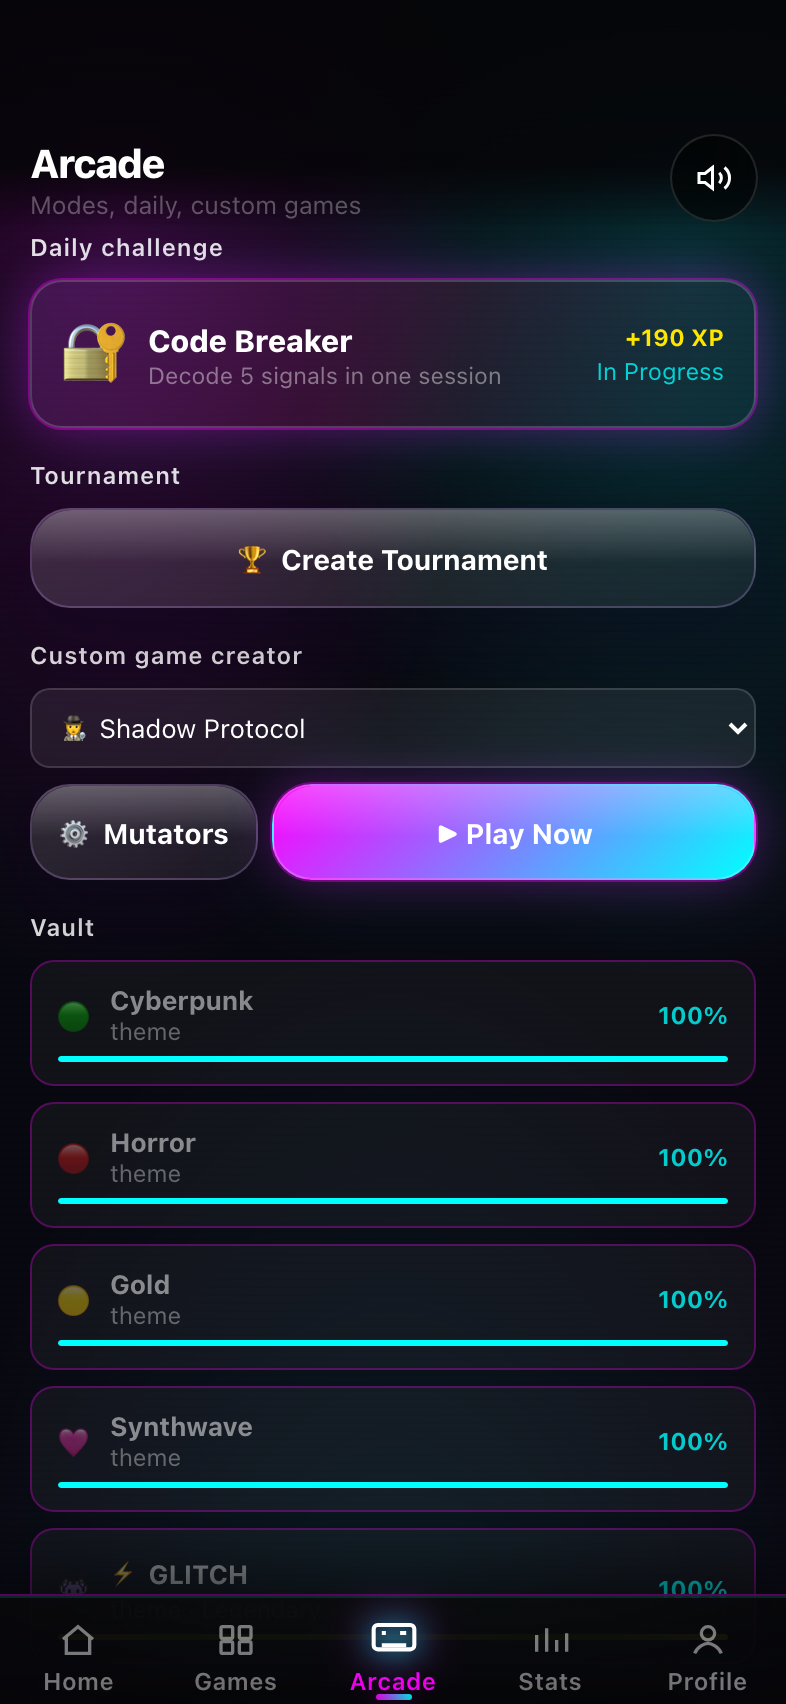 Arcade
Modes, daily, custom games
Daily challenge
Code Breaker
+190 XP
Decode 5 signals in one session
In Progress
Tournament
Create Tournament
Custom game creator
Shadow Protocol
Mutators
Play Now
Vault
Cyberpunk
theme
100%
Horror
theme
100%
Gold
theme
100%
Synthwave
theme
100%
GLITCH
100%
Home
Games
Arcade
Stats
Profile